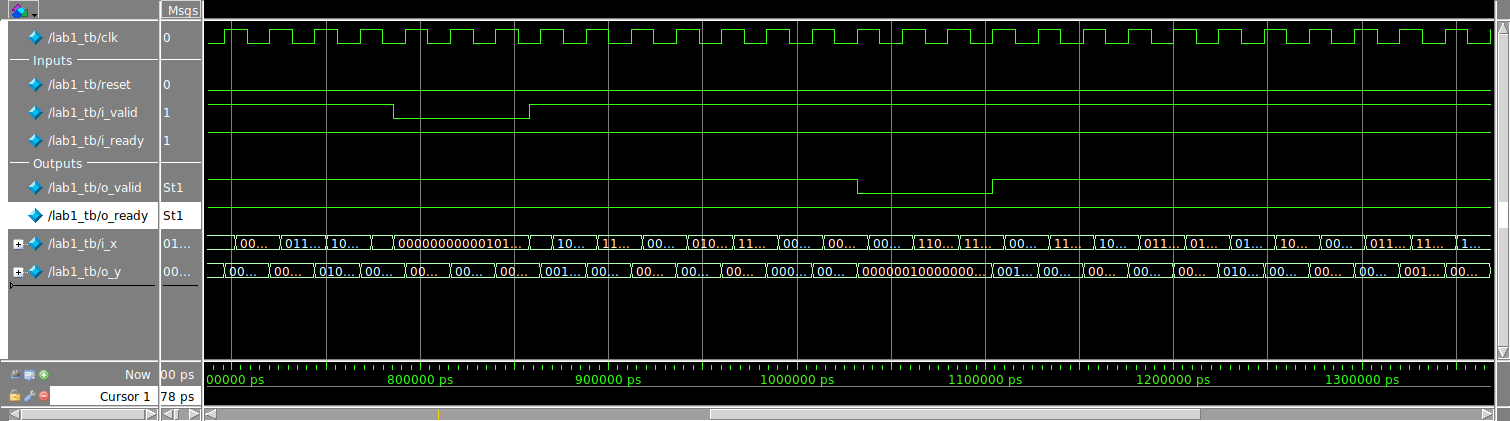 Msgs
/lab1_tb/clk 0
Inputs
/lab1_tb/reset 0
/lab1_tb/i_valid 1
/lab1_tb/i_ready 1
Outputs
/lab1_tb/o_valid St1
/lab1_tb/o_ready St1
/lab1_tb/i_x 01... 00... 011... 10... 00000000000101... 10... 11... 00... 010... 11... 00... 00... 00... 110... 11... 00... 11... 10... 011... 01... 01... 10... 00... 011... 11... 1...
/lab1_tb/o_y 00... 00... 00... 010... 00... 00... 00... 00... 001... 00... 00... 00... 00... 000... 00... 00000010000000... 001... 00... 00... 00... 00... 010... 00... 00... 00... 001... 00...
Now 00 ps 00000 ps 800000 ps 900000 ps 1000000 ps 1100000 ps 1200000 ps 1300000 ps
Cursor 1 78 ps